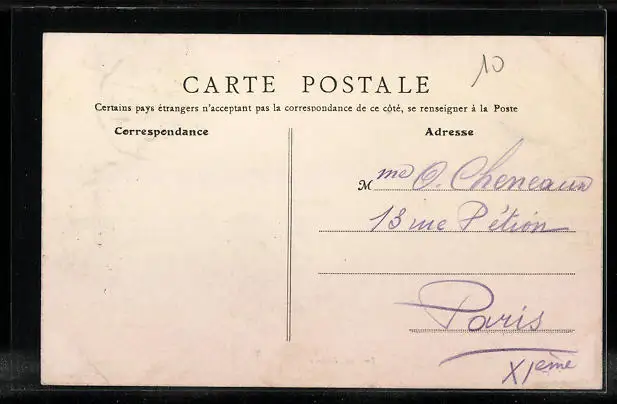 10
CARTE POSTALE
Certains pays étrangers n'acceptant pas la correspondance de ce côté, se renseigner à la Poste
Correspondance
Adresse
Mme O. Cheneaux
13 rue Pétion
Paris
XIeme